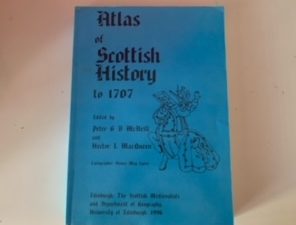 Atlas
of
Scottish
History
to 1707
Edited by
Peter G B McNeill
and
Hector L MacQueen
Edinburgh: The Scottish Medievalists
and Department of Geography,
University of Edinburgh 1996